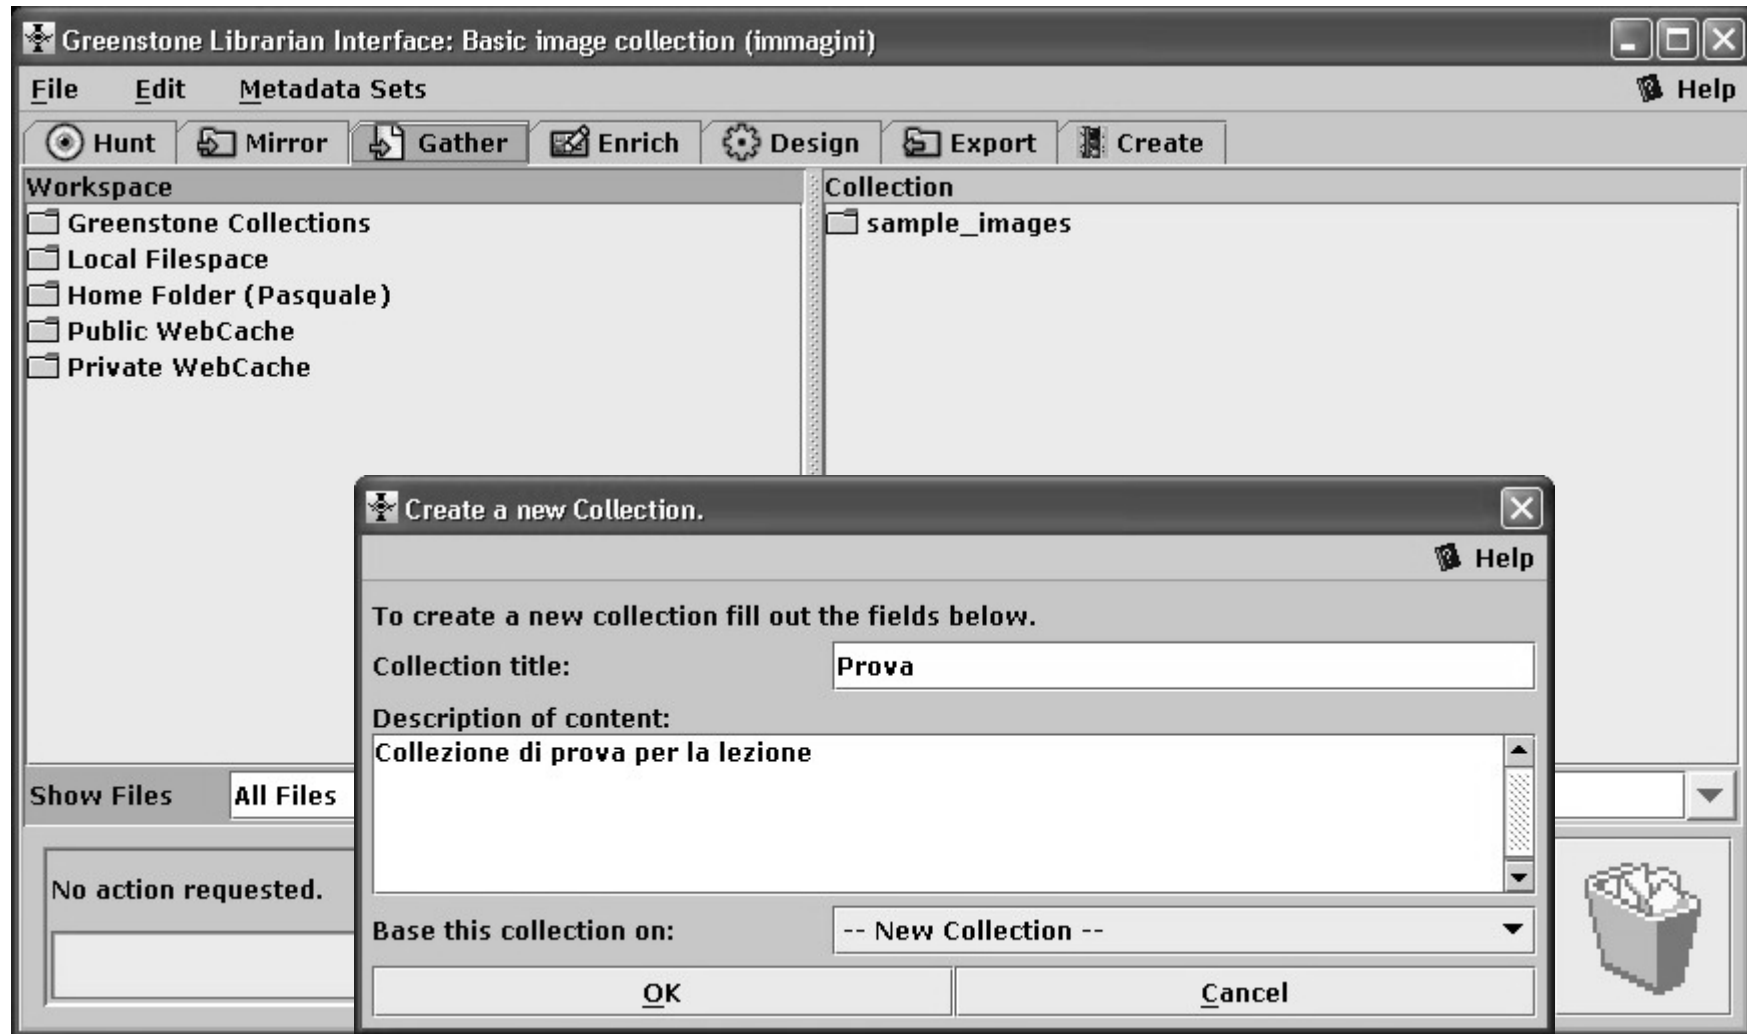 Greenstone Librarian Interface: Basic image collection (immagini)
File Edit Metadata Sets Help
Hunt Mirror Gather Enrich Design Export Create
Workspace
Greenstone Collections
Local Filespace
Home Folder (Pasquale)
Public WebCache
Private WebCache
Collection
sample_images
Show Files All Files
No action requested.
Create a new Collection.
Help
To create a new collection fill out the fields below.
Collection title: Prova
Description of content:
Collezione di prova per la lezione
Base this collection on: -- New Collection --
OK Cancel